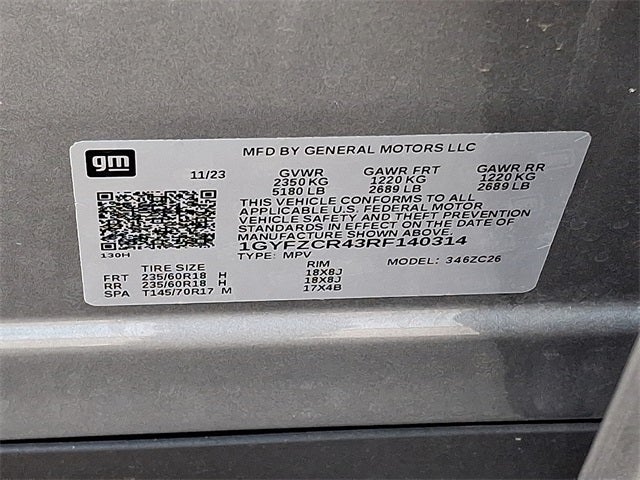 gm
MFD BY GENERAL MOTORS LLC
11/23 GVWR GAWR FRT GAWR RR
2350 KG 1220 KG 1220 KG
5180 LB 2689 LB 2689 LB
THIS VEHICLE CONFORMS TO ALL
APPLICABLE U.S. FEDERAL MOTOR
VEHICLE SAFETY AND THEFT PREVENTION
STANDARDS IN EFFECT ON THE DATE OF
MANUFACTURE SHOWN ABOVE.
1GYFZCR43RF140314
130H
TYPE: MPV MODEL: 346ZC26
TIRE SIZE RIM
FRT 235/60R18 H 18X8J
RR 235/60R18 H 18X8J
SPA T145/70R17 M 17X4B